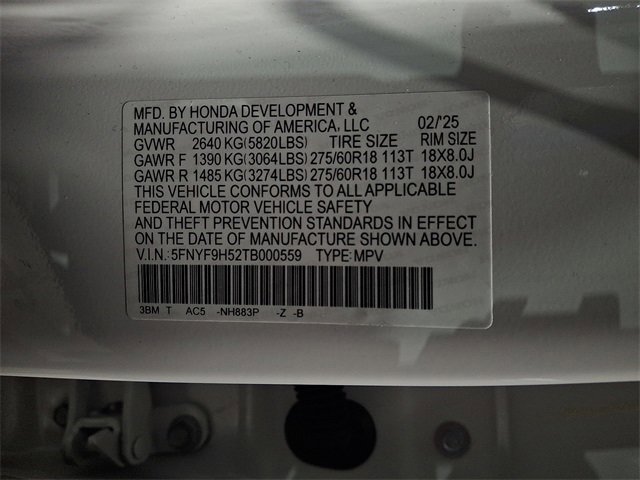 MFD. BY HONDA DEVELOPMENT &
MANUFACTURING OF AMERICA, LLC 02/'25
GVWR 2640 KG(5820LBS) TIRE SIZE RIM SIZE
GAWR F 1390 KG(3064LBS) 275/60R18 113T 18X8.0J
GAWR R 1485 KG(3274LBS) 275/60R18 113T 18X8.0J
THIS VEHICLE CONFORMS TO ALL APPLICABLE
FEDERAL MOTOR VEHICLE SAFETY
AND THEFT PREVENTION STANDARDS IN EFFECT
ON THE DATE OF MANUFACTURE SHOWN ABOVE.
V.I.N.:5FNYF9H52TB000559 TYPE:MPV
3BM T AC5 -NH883P -Z -B